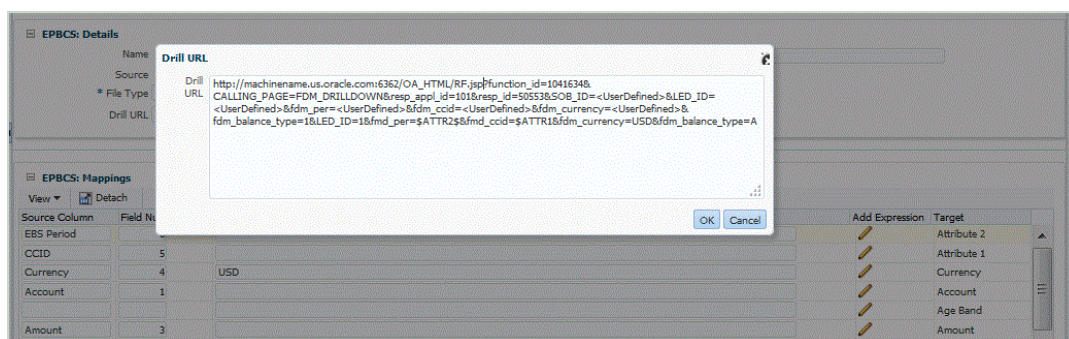 EPBCS: Details
Name
Source
* File Type
Drill URL
Drill URL
Drill
URL
http://machinename.us.oracle.com:6362/OA_HTML/RF.jsp?function_id=1041634&
CALLING_PAGE=FDM_DRILLDOWN&resp_appl_id=101&resp_id=50553&SOB_ID=<UserDefined>&LED_ID=
<UserDefined>&fdm_per=<UserDefined>&fdm_ccid=<UserDefined>&fdm_currency=<UserDefined>&
fdm_balance_type=1&LED_ID=1&fmd_per=$ATTR2$&fmd_ccid=$ATTR1&fdm_currency=USD&fdm_balance_type=A
OK Cancel
EPBCS: Mappings
View Detach
Source Column Field Nu Add Expression Target
EBS Period Attribute 2
CCID 5 Attribute 1
Currency 4 USD Currency
Account 1 Account
Age Band
Amount 3 Amount